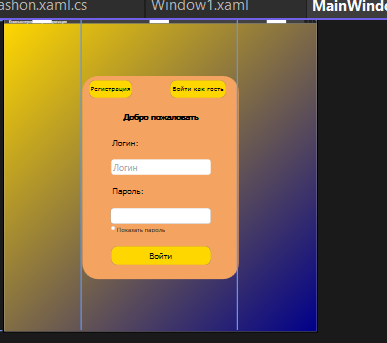 ashon.xaml.cs
Window1.xaml
MainWindo
Регистрация
Войти как гость
Добро пожаловать
Логин:
Логин
Пароль:
Показать пароль
Войти